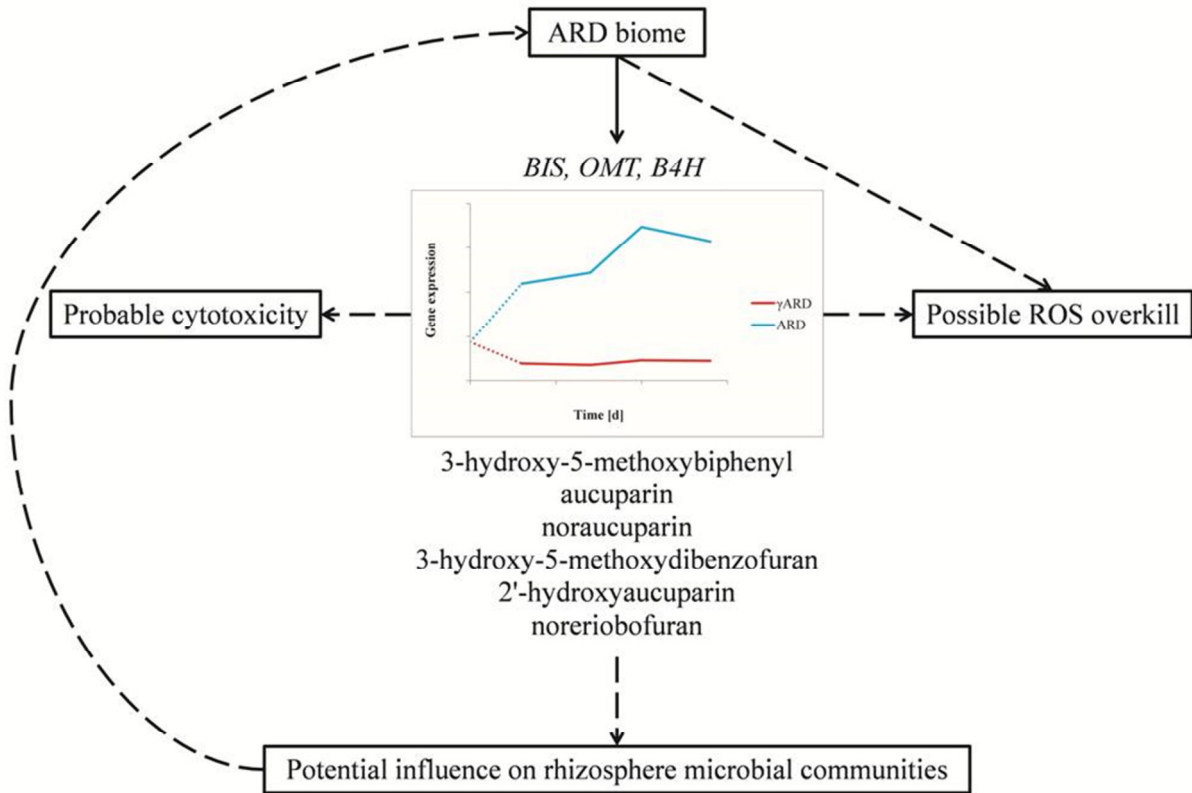 ARD biome
BIS, OMT, B4H
Gene expression
γARD
ARD
Time [d]
Probable cytotoxicity
Possible ROS overkill
3-hydroxy-5-methoxybiphenyl
aucuparin
noraucuparin
3-hydroxy-5-methoxydibenzofuran
2'-hydroxyaucuparin
noreriobofuran
Potential influence on rhizosphere microbial communities